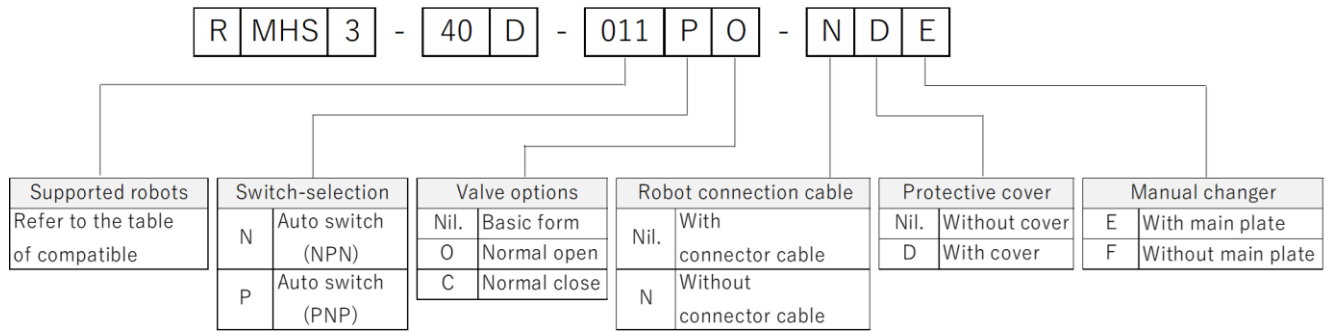 R MHS 3 - 40 D - 011 P O - N D E
Supported robots
Refer to the table
of compatible
Switch-selection
N Auto switch
(NPN)
P Auto switch
(PNP)
Valve options
Nil. Basic form
O Normal open
C Normal close
Robot connection cable
Nil. With
connector cable
N Without
connector cable
Protective cover
Nil. Without cover
D With cover
Manual changer
E With main plate
F Without main plate